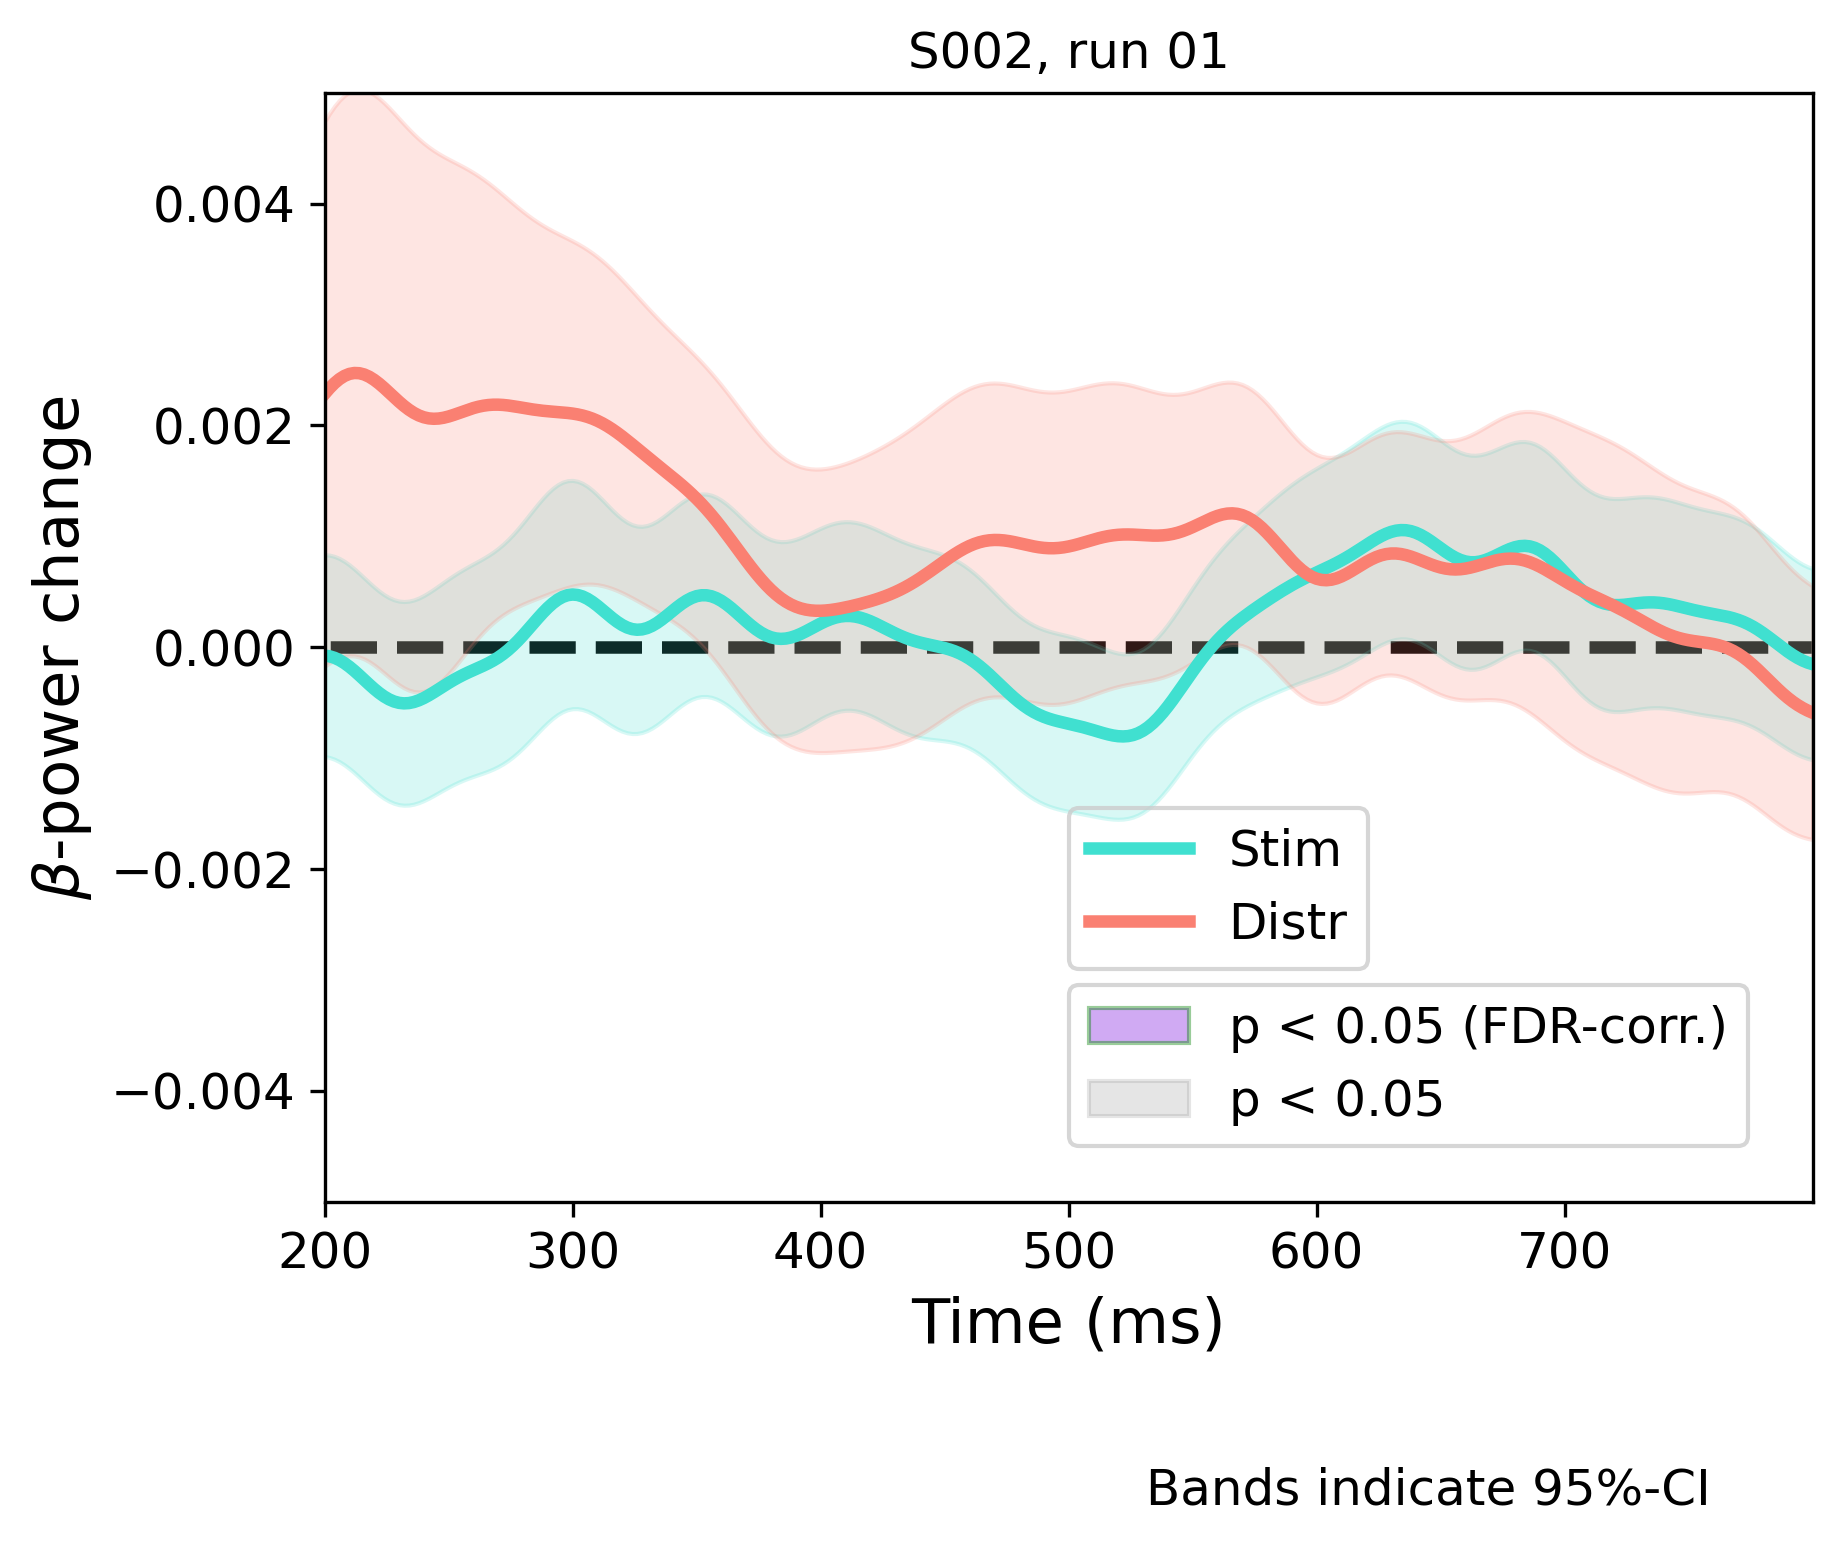 S002, run 01
β-power change
0.004
0.002
0.000
−0.002
−0.004
Stim
Distr
p < 0.05 (FDR-corr.)
p < 0.05
200 300 400 500 600 700
Time (ms)
Bands indicate 95%-CI